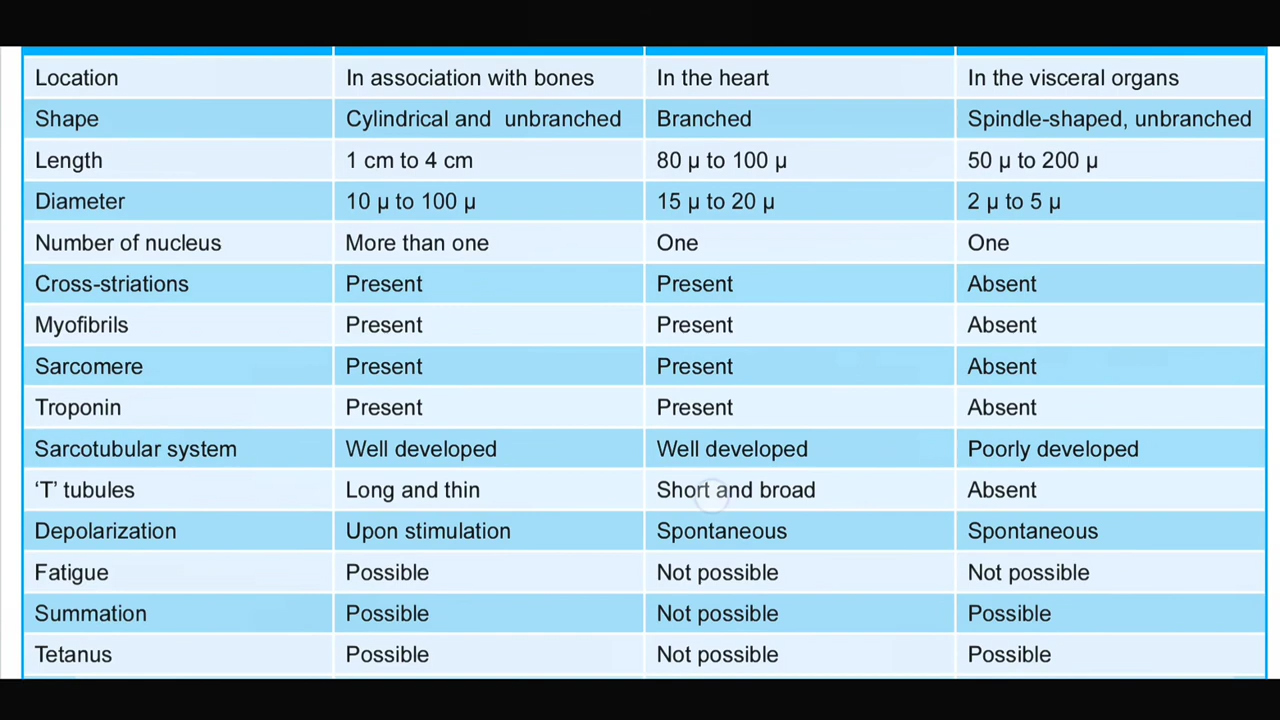 Location In association with bones In the heart In the visceral organs
Shape Cylindrical and unbranched Branched Spindle-shaped, unbranched
Length 1 cm to 4 cm 80 µ to 100 µ 50 µ to 200 µ
Diameter 10 µ to 100 µ 15 µ to 20 µ 2 µ to 5 µ
Number of nucleus More than one One One
Cross-striations Present Present Absent
Myofibrils Present Present Absent
Sarcomere Present Present Absent
Troponin Present Present Absent
Sarcotubular system Well developed Well developed Poorly developed
‘T’ tubules Long and thin Short and broad Absent
Depolarization Upon stimulation Spontaneous Spontaneous
Fatigue Possible Not possible Not possible
Summation Possible Not possible Possible
Tetanus Possible Not possible Possible